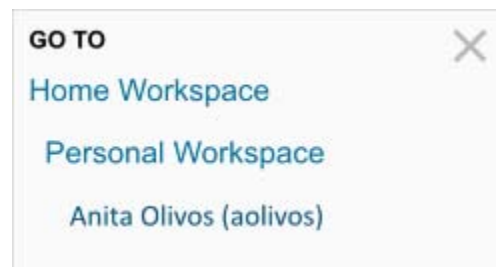 GO TO
Home Workspace
Personal Workspace
Anita Olivos (aolivos)